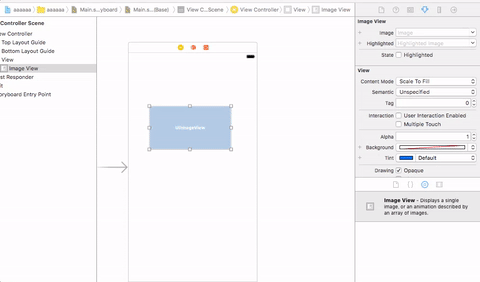 aaaaaa
aaaaaa
Main.s...yboard
Main.s...(Base)
View C...Scene
View Controller
View
Image View
Controller Scene
ew Controller
Top Layout Guide
Bottom Layout Guide
View
Image View
st Responder
it
oryboard Entry Point
UIImageView
Image View
Image
Image
Highlighted
Highlighted Image
State
Highlighted
View
Content Mode
Scale To Fill
Semantic
Unspecified
Tag
0
Interaction
User Interaction Enabled
Multiple Touch
Alpha
1
Background
Tint
Default
Drawing
Opaque
Image View - Displays a single
image, or an animation described by
an array of images.